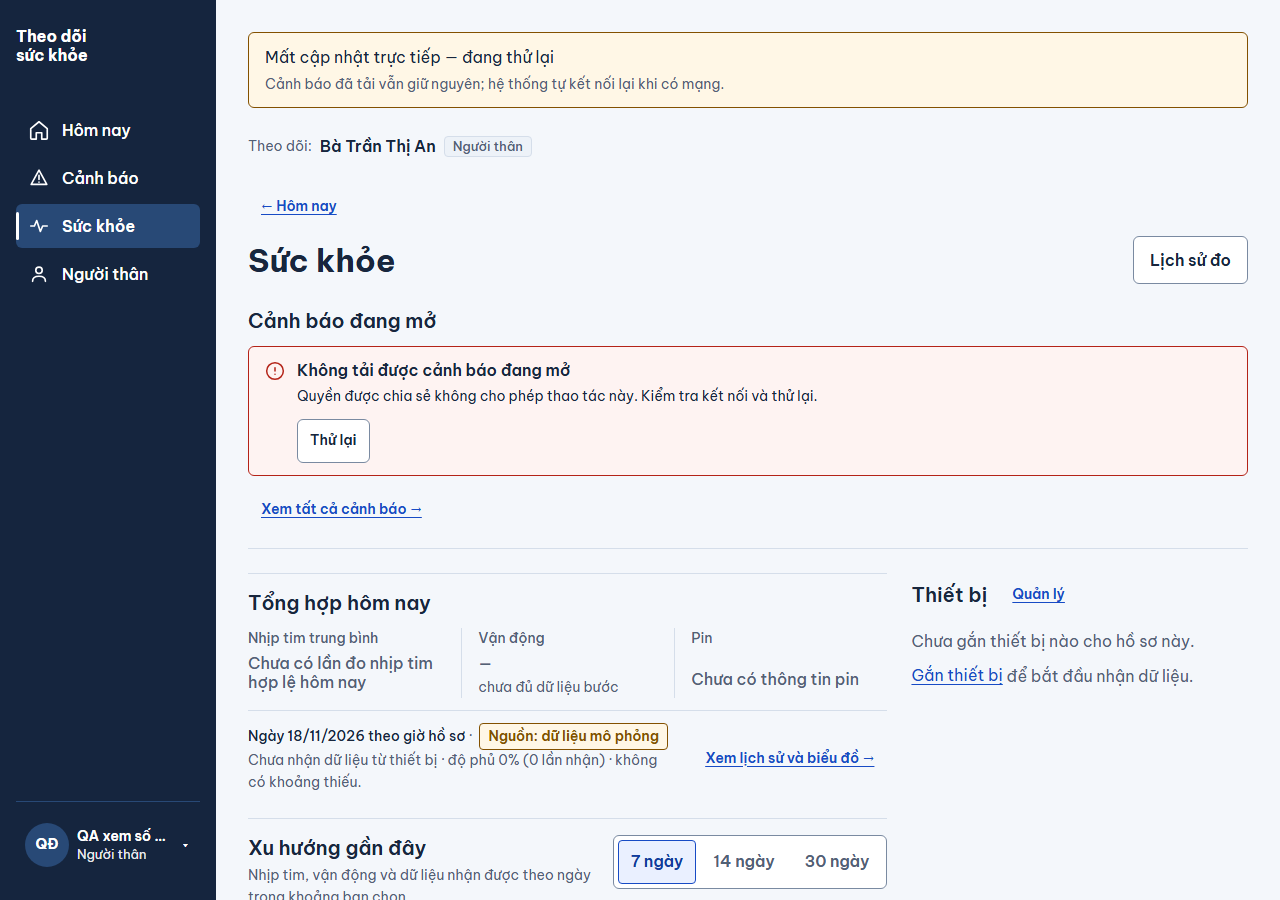 Theo dõi
sức khỏe
Hôm nay
Cảnh báo
Sức khỏe
Người thân
QĐ
QA xem số ...
Người thân
Mất cập nhật trực tiếp — đang thử lại
Cảnh báo đã tải vẫn giữ nguyên; hệ thống tự kết nối lại khi có mạng.
Theo dõi: Bà Trần Thị An Người thân
← Hôm nay
Sức khỏe
Lịch sử đo
Cảnh báo đang mở
Không tải được cảnh báo đang mở
Quyền được chia sẻ không cho phép thao tác này. Kiểm tra kết nối và thử lại.
Thử lại
Xem tất cả cảnh báo →
Tổng hợp hôm nay
Nhịp tim trung bình
Chưa có lần đo nhịp tim
hợp lệ hôm nay
Vận động
—
chưa đủ dữ liệu bước
Pin
Chưa có thông tin pin
Ngày 18/11/2026 theo giờ hồ sơ · Nguồn: dữ liệu mô phỏng
Chưa nhận dữ liệu từ thiết bị · độ phủ 0% (0 lần nhận) · không
có khoảng thiếu.
Xem lịch sử và biểu đồ →
Xu hướng gần đây
Nhịp tim, vận động và dữ liệu nhận được theo ngày
trong khoảng bạn chọn.
7 ngày
14 ngày
30 ngày
Thiết bị
Quản lý
Chưa gắn thiết bị nào cho hồ sơ này.
Gắn thiết bị để bắt đầu nhận dữ liệu.